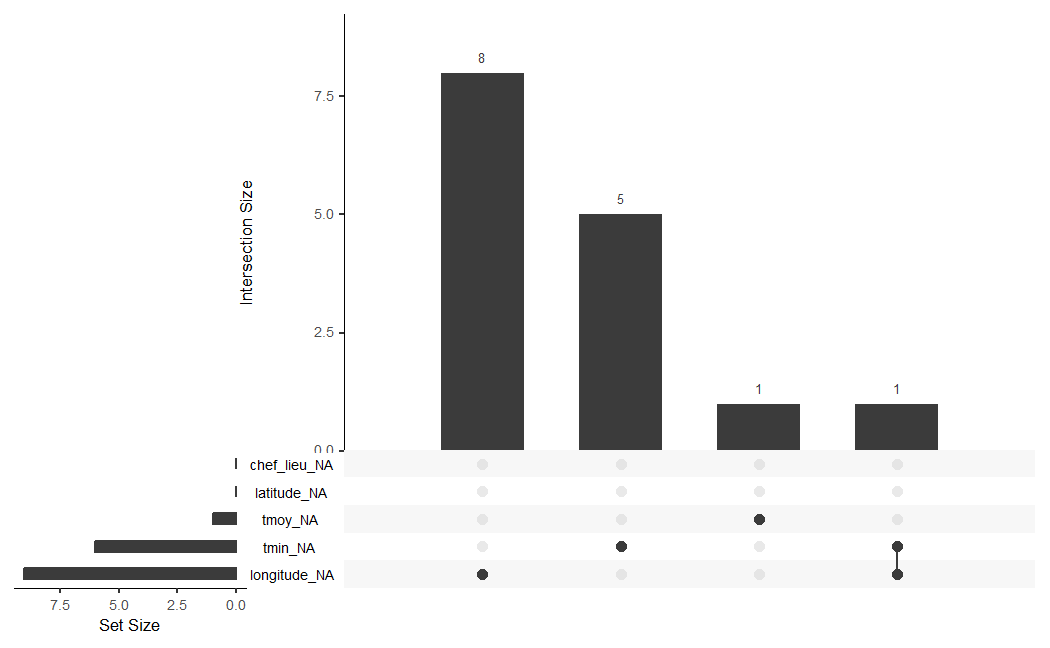 8
7.5
5
5.0
Intersection Size
2.5
1 1
0.0
chef_lieu_NA
latitude_NA
tmoy_NA
tmin_NA
longitude_NA
7.5 5.0 2.5 0.0
Set Size